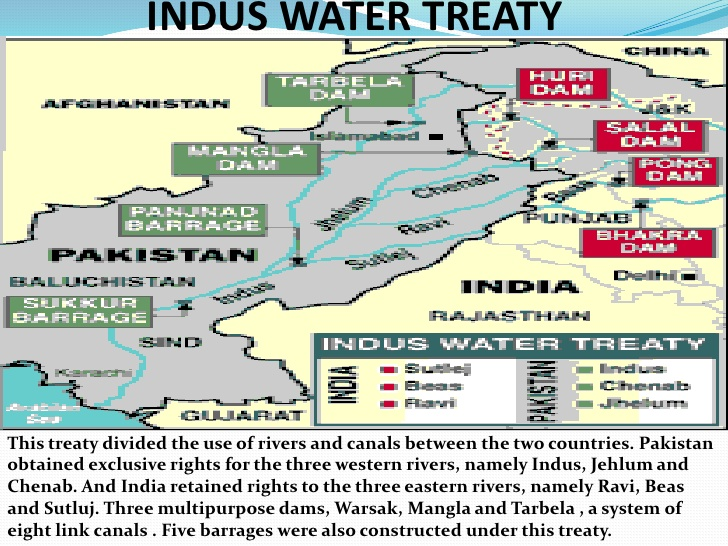 INDUS WATER TREATY
CHINA
AFGHANISTAN
TARBELA
DAM
HURI
DAM
J&K
Islamabad
SALAL
DAM
MANGLA
DAM
PONG
DAM
Chenab
Beas
PANJNAD
BARRAGE
Jhelum
Ravi
PUNJAB
BHAKRA
DAM
PAKISTAN
Sutlej
Delhi
BALUCHISTAN
Indus
INDIA
SUKKUR
BARRAGE
RAJASTHAN
SIND
INDUS WATER TREATY
Karachi
INDIA
Sutlej
Beas
Ravi
PAKISTAN
Indus
Chenab
Jhelum
Arabian
Sea
GUJARAT
This treaty divided the use of rivers and canals between the two countries. Pakistan
obtained exclusive rights for the three western rivers, namely Indus, Jehlum and
Chenab. And India retained rights to the three eastern rivers, namely Ravi, Beas
and Sutluj. Three multipurpose dams, Warsak, Mangla and Tarbela , a system of
eight link canals . Five barrages were also constructed under this treaty.